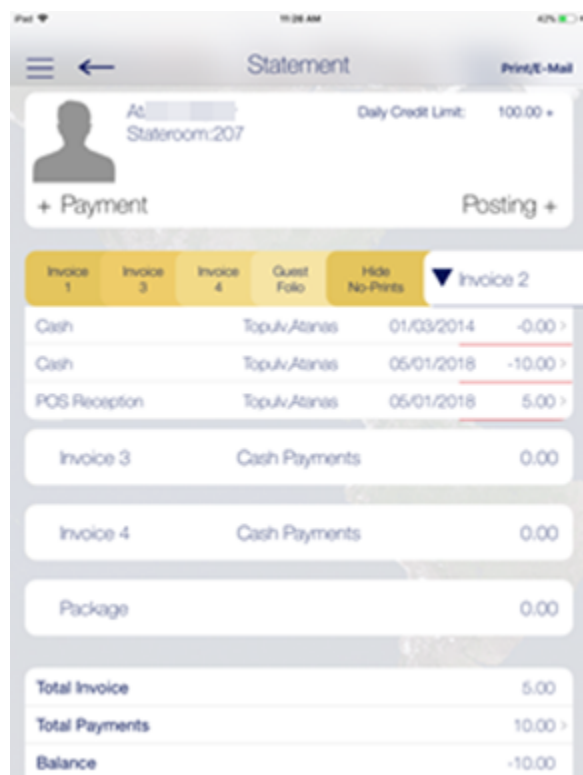 iPad 11:26 AM 42%
Statement Print/E-Mail
At Daily Credit Limit: 100.00 +
Stateroom:207
+ Payment Posting +
Invoice 1 Invoice 3 Invoice 4 Guest Folio Hide No-Prints Invoice 2
Cash Topulv,Atanas 01/03/2014 -0.00 >
Cash Topulv,Atanas 05/01/2018 -10.00 >
POS Reception Topulv,Atanas 05/01/2018 5.00 >
Invoice 3 Cash Payments 0.00
Invoice 4 Cash Payments 0.00
Package 0.00
Total Invoice 5.00
Total Payments 10.00 >
Balance -10.00